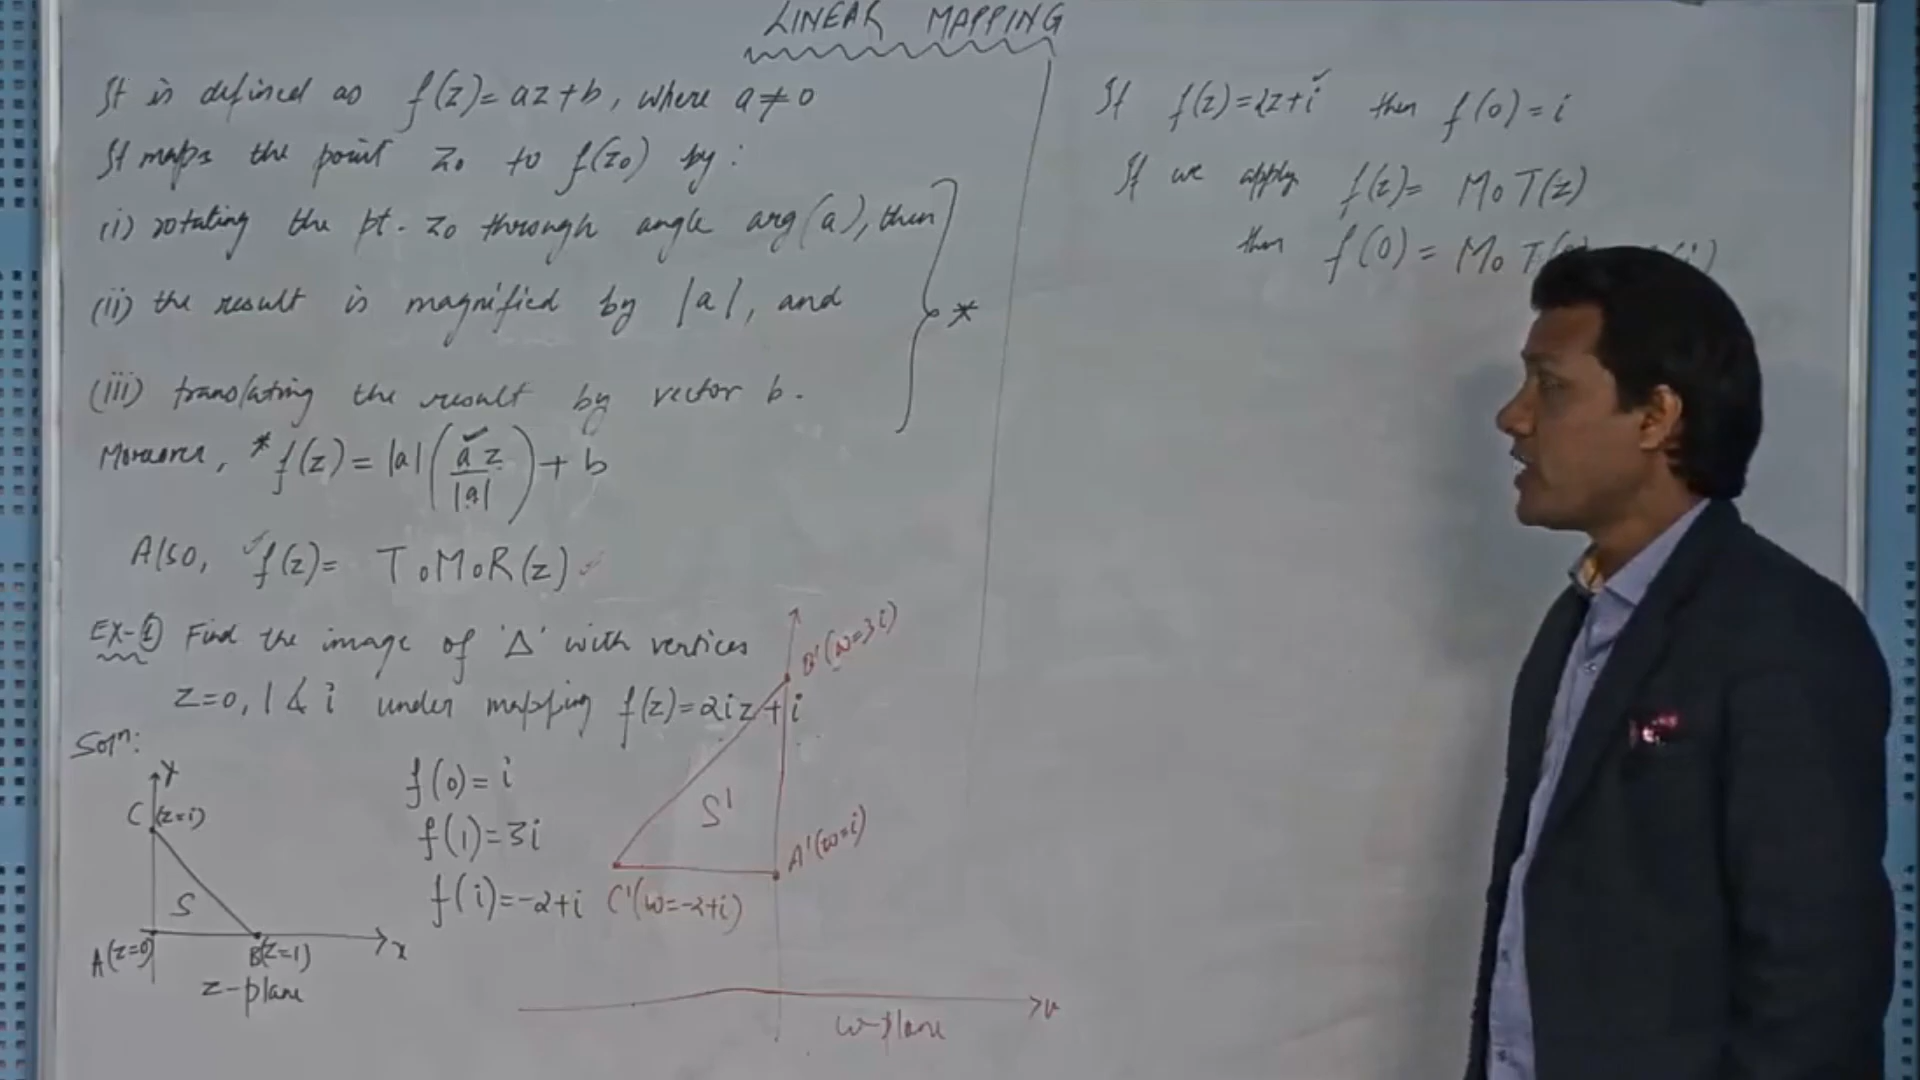 LINEAR MAPPING
It is defined as f(z)=az+b, where a≠0
It maps the point z₀ to f(z₀) by:
(i) rotating the pt. z₀ through angle arg(a), then
(ii) the result is magnified by |a|, and
(iii) translating the result by vector b.
*
Moreover, *f(z)=|a|(a z/|a|)+b
Also, f(z)= T∘M∘R(z)
EX-① Find the image of 'Δ' with vertices
z=0, 1 & i under mapping f(z)=2iz+i
Solⁿ:
y
C (z=i)
S
A(z=0)
B(z=1)
x
z-plane
f(0)=i
f(1)=3i
f(i)=-2+i
B'(w=3i)
S'
A'(w=i)
C'(w=-2+i)
w-plane
If f(z)=2z+i then f(0)=i
If we apply f(z)= M∘T(z)
then f(0)= M∘T(